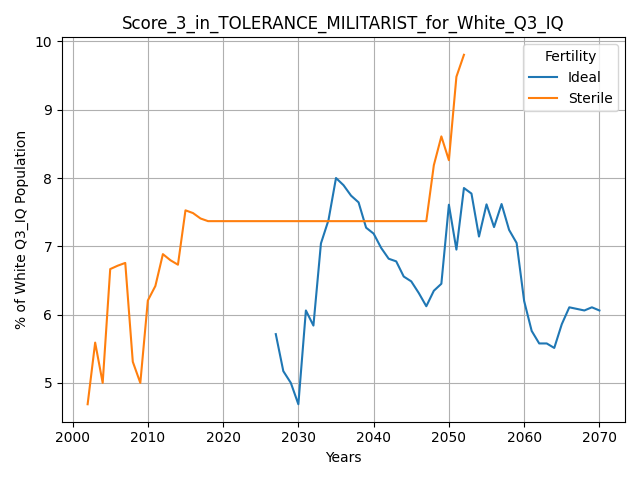 Score_3_in_TOLERANCE_MILITARIST_for_White_Q3_IQ
10
9
8
7
6
5
% of White Q3_IQ Population
Fertility
Ideal
Sterile
2000 2010 2020 2030 2040 2050 2060 2070
Years